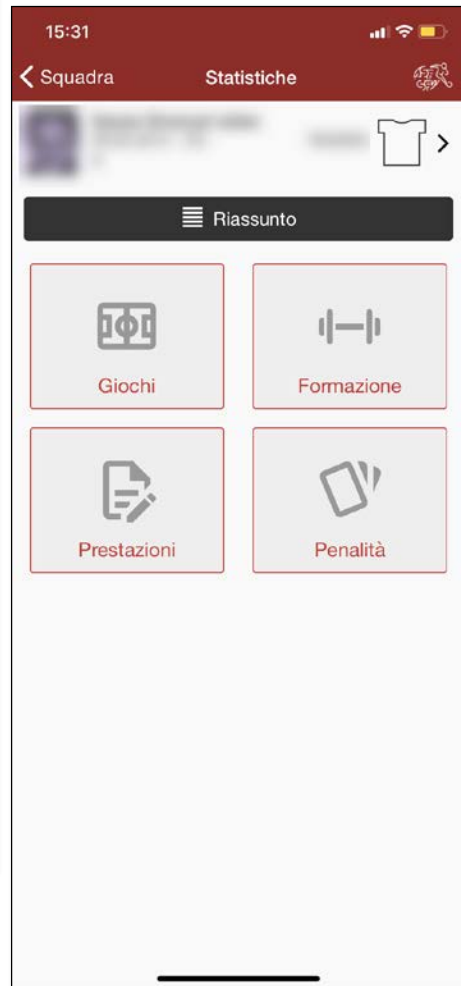 15:31
Squadra Statistiche
Riassunto
Giochi Formazione
Prestazioni Penalità